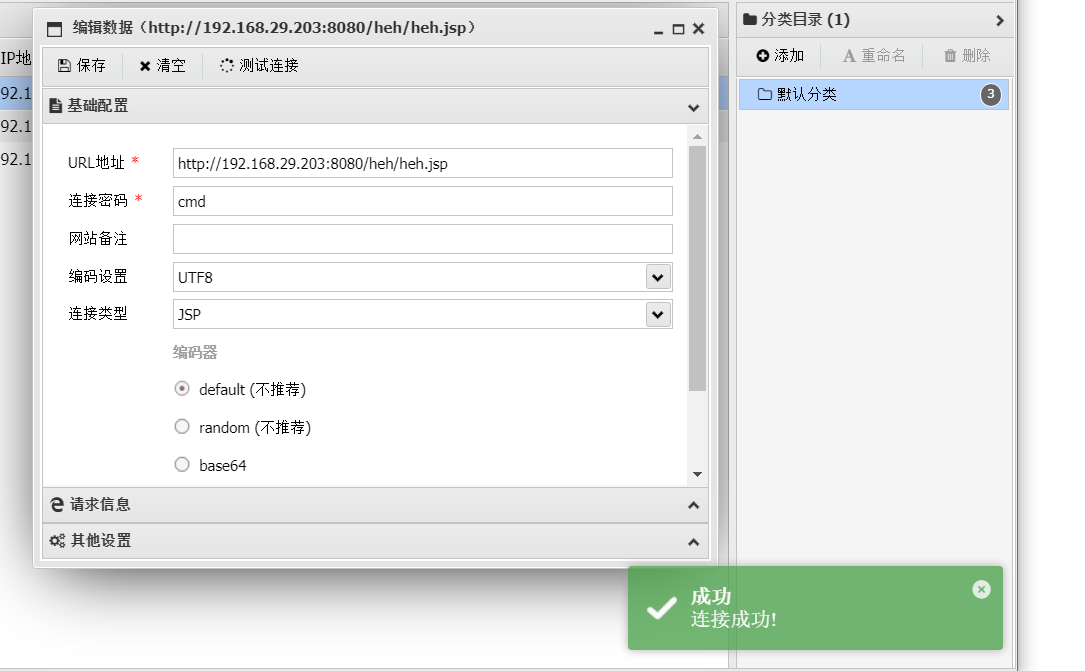 编辑数据（http://192.168.29.203:8080/heh/heh.jsp）
保存 清空 测试连接
基础配置
URL地址 * http://192.168.29.203:8080/heh/heh.jsp
连接密码 * cmd
网站备注
编码设置 UTF8
连接类型 JSP
编码器
default (不推荐)
random (不推荐)
base64
请求信息
其他设置
IP地
92.1
92.1
92.1
分类目录 (1)
添加 重命名 删除
默认分类 3
成功
连接成功!